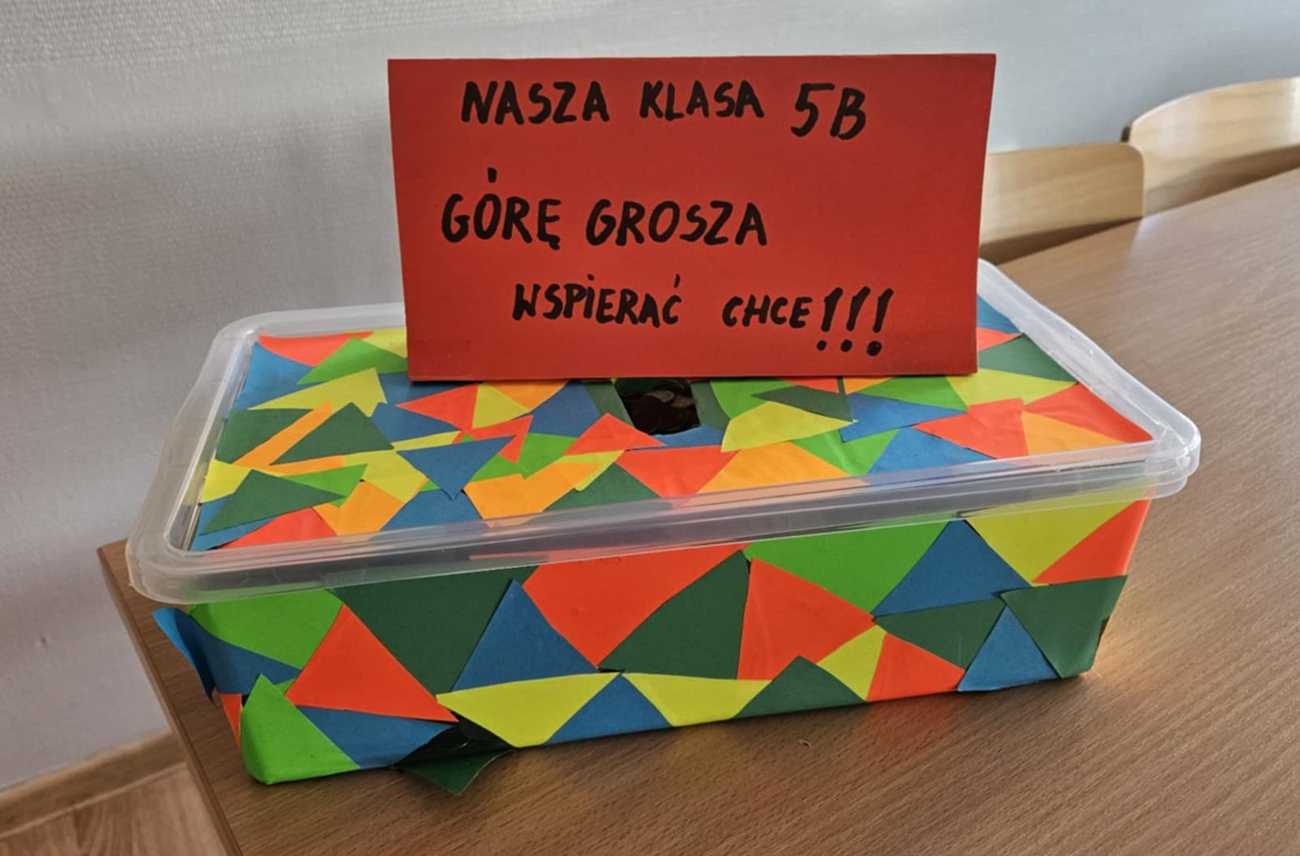 NASZA KLASA 5B
GÓRĘ GROSZA
WSPIERAĆ CHCE!!!